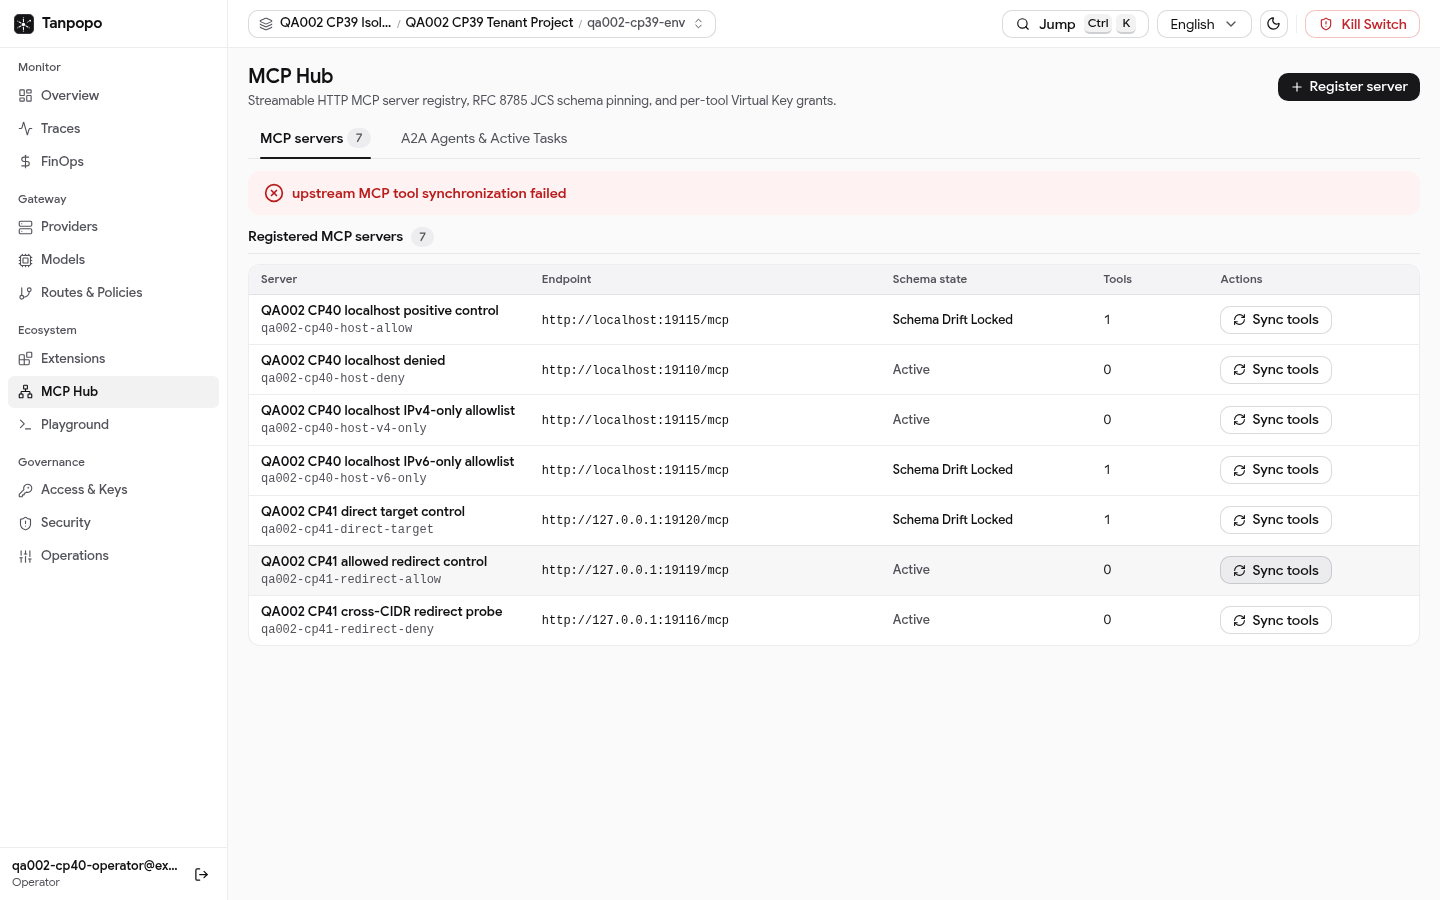 Tanpopo
QA002 CP39 Isol... / QA002 CP39 Tenant Project / qa002-cp39-env
Jump Ctrl K
English
Kill Switch
Monitor
Overview
Traces
FinOps
Gateway
Providers
Models
Routes & Policies
Ecosystem
Extensions
MCP Hub
Playground
Governance
Access & Keys
Security
Operations
qa002-cp40-operator@ex...
Operator
MCP Hub
Streamable HTTP MCP server registry, RFC 8785 JCS schema pinning, and per-tool Virtual Key grants.
Register server
MCP servers 7
A2A Agents & Active Tasks
upstream MCP tool synchronization failed
Registered MCP servers 7
Server Endpoint Schema state Tools Actions
QA002 CP40 localhost positive control
qa002-cp40-host-allow
http://localhost:19115/mcp Schema Drift Locked 1 Sync tools
QA002 CP40 localhost denied
qa002-cp40-host-deny
http://localhost:19110/mcp Active 0 Sync tools
QA002 CP40 localhost IPv4-only allowlist
qa002-cp40-host-v4-only
http://localhost:19115/mcp Active 0 Sync tools
QA002 CP40 localhost IPv6-only allowlist
qa002-cp40-host-v6-only
http://localhost:19115/mcp Schema Drift Locked 1 Sync tools
QA002 CP41 direct target control
qa002-cp41-direct-target
http://127.0.0.1:19120/mcp Schema Drift Locked 1 Sync tools
QA002 CP41 allowed redirect control
qa002-cp41-redirect-allow
http://127.0.0.1:19119/mcp Active 0 Sync tools
QA002 CP41 cross-CIDR redirect probe
qa002-cp41-redirect-deny
http://127.0.0.1:19116/mcp Active 0 Sync tools